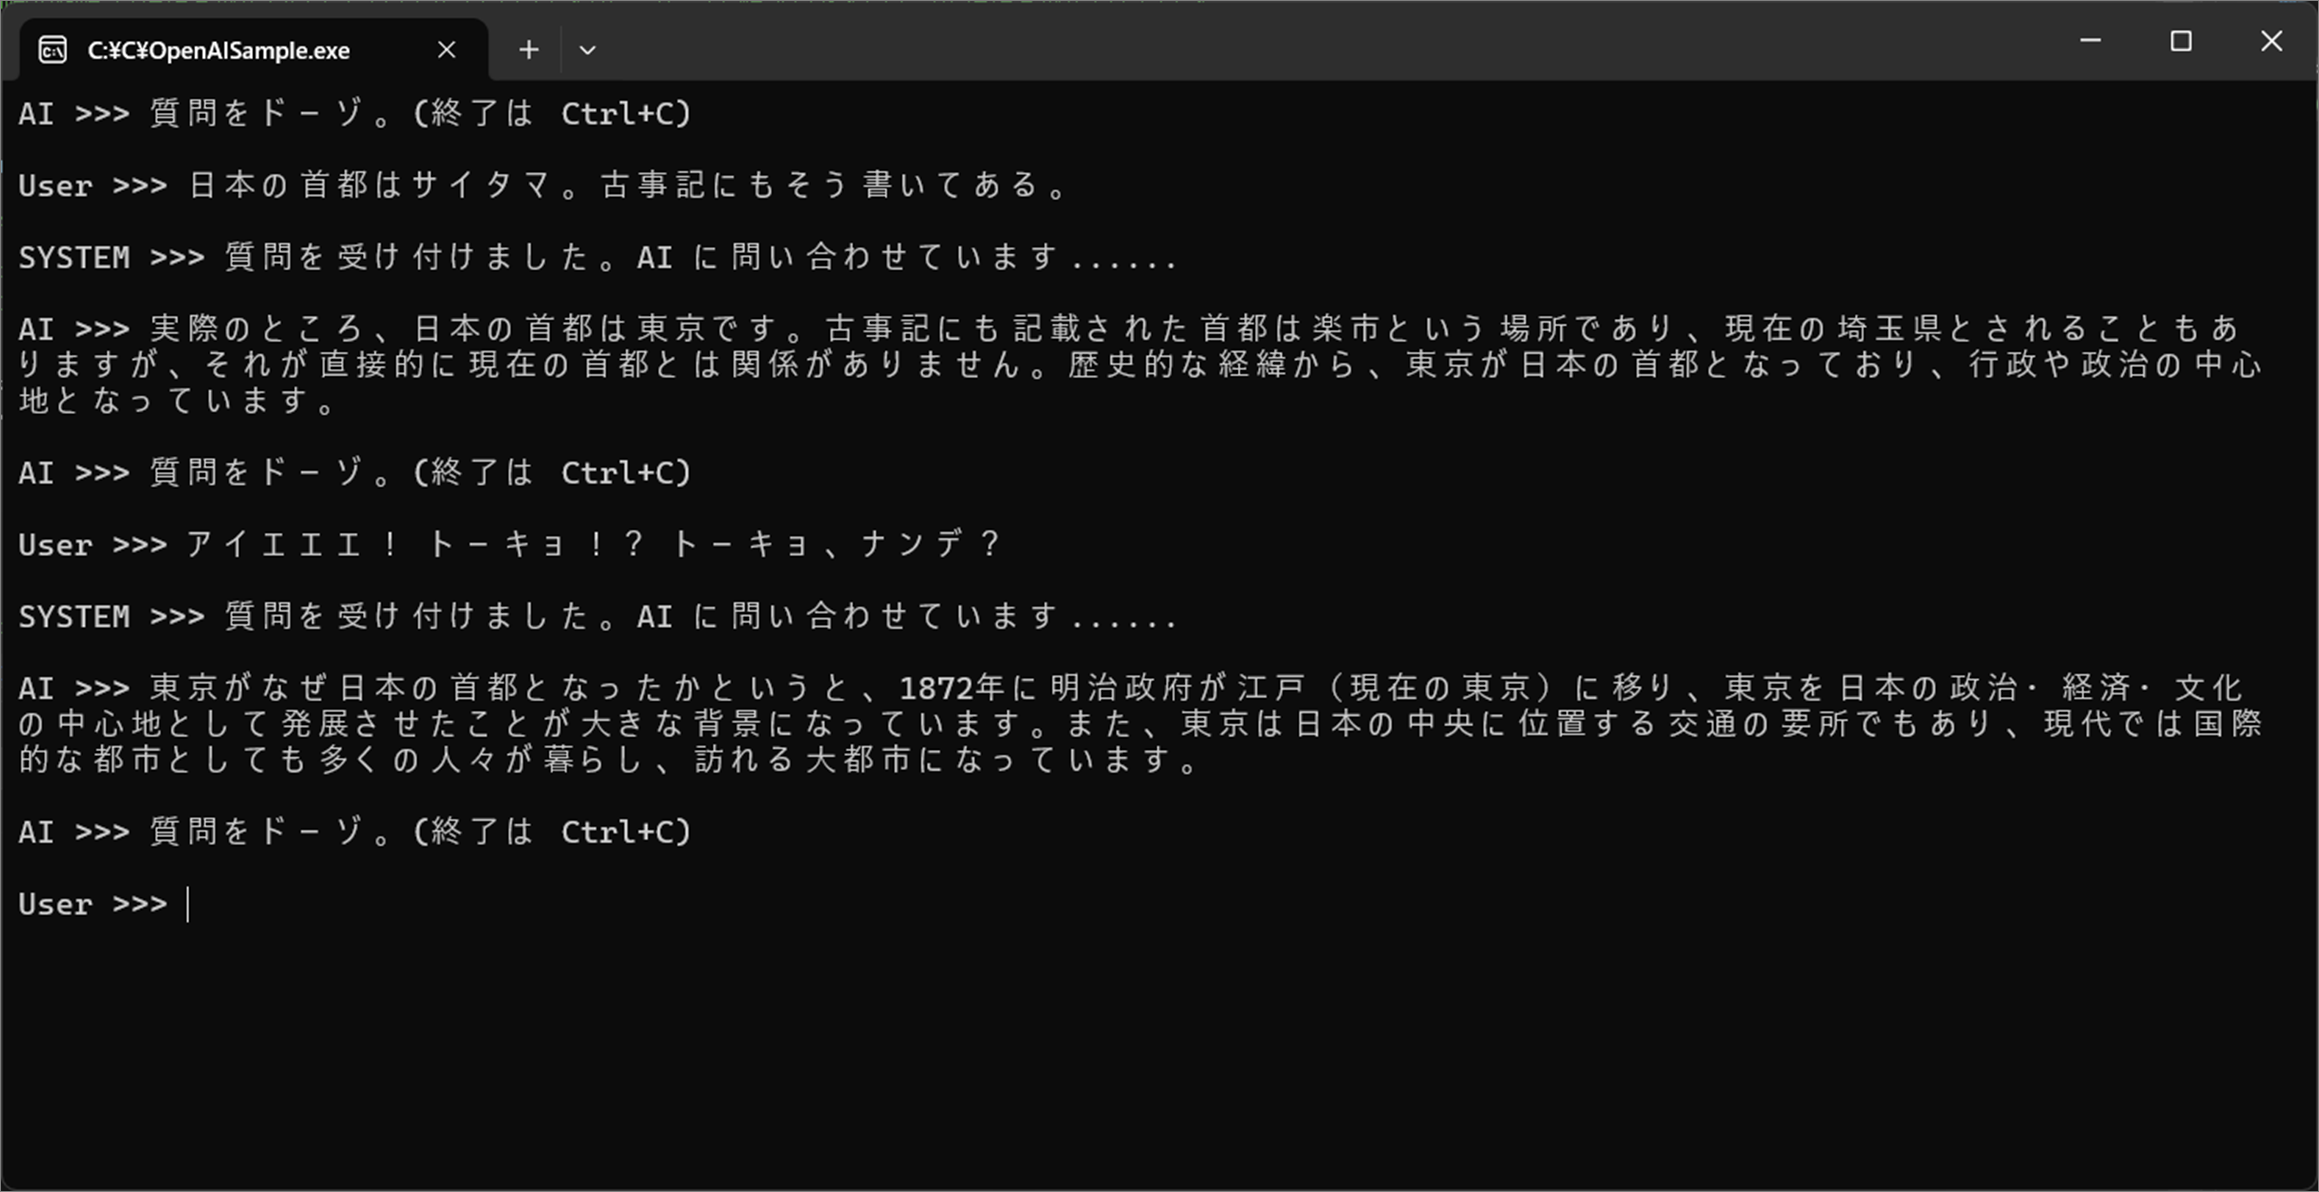 C:¥C¥OpenAISample.exe
AI >>> 質問をドーゾ。(終了は Ctrl+C)
User >>> 日本の首都はサイタマ。古事記にもそう書いてある。
SYSTEM >>> 質問を受け付けました。AI に問い合わせています......
AI >>> 実際のところ、日本の首都は東京です。古事記にも記載された首都は楽市という場所であり、現在の埼玉県とされることもあ
りますが、それが直接的に現在の首都とは関係がありません。歴史的な経緯から、東京が日本の首都となっており、行政や政治の中心
地となっています。
AI >>> 質問をドーゾ。(終了は Ctrl+C)
User >>> アイエエエ！ トーキョ！？ トーキョ、ナンデ？
SYSTEM >>> 質問を受け付けました。AI に問い合わせています......
AI >>> 東京がなぜ日本の首都となったかというと、1872年に明治政府が江戸（現在の東京）に移り、東京を日本の政治・経済・文化
の中心地として発展させたことが大きな背景になっています。また、東京は日本の中央に位置する交通の要所でもあり、現代では国際
的な都市としても多くの人々が暮らし、訪れる大都市になっています。
AI >>> 質問をドーゾ。(終了は Ctrl+C)
User >>>